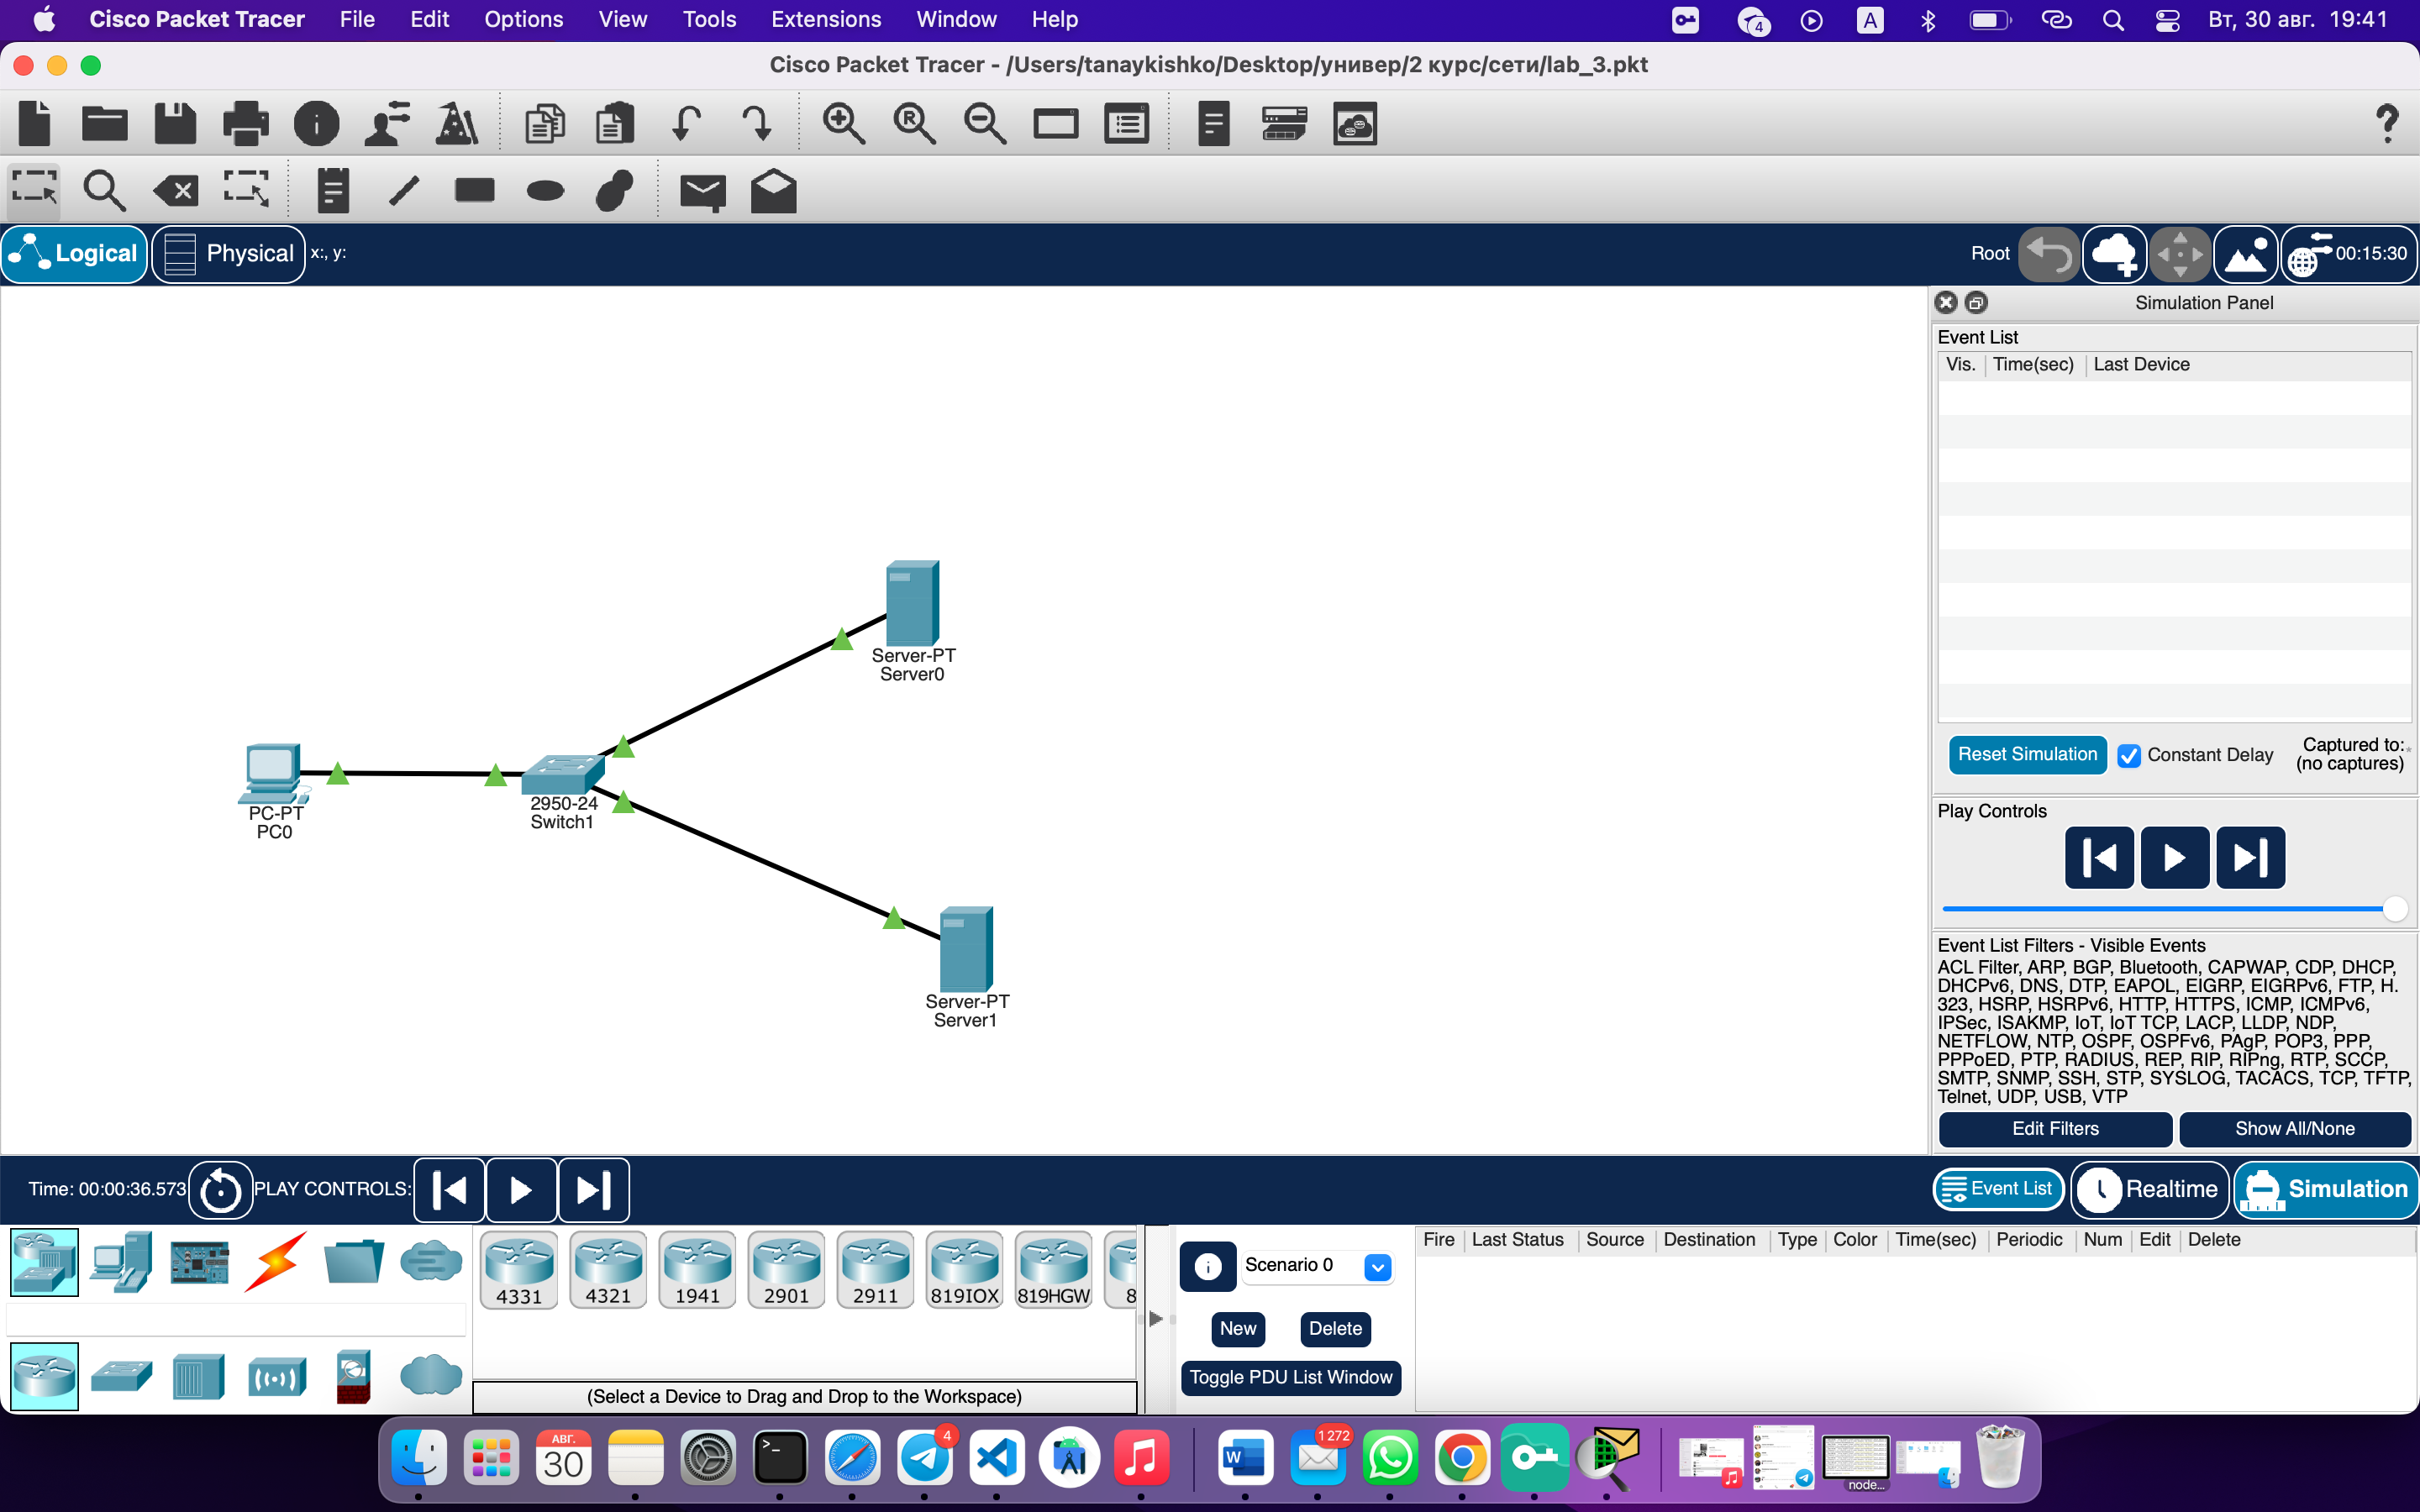 Cisco Packet Tracer File Edit Options View Tools Extensions Window Help 4 A Вт, 30 авг. 19:41
Cisco Packet Tracer - /Users/tanaykishko/Desktop/универ/2 курс/сети/lab_3.pkt
R
?
Logical Physical x:, y: Root 00:15:30
Simulation Panel
Event List
Vis. Time(sec) Last Device
Server-PT
Server0
PC-PT
PC0
2950-24
Switch1
Server-PT
Server1
Reset Simulation Constant Delay Captured to:
(no captures)
Play Controls
Event List Filters - Visible Events
ACL Filter, ARP, BGP, Bluetooth, CAPWAP, CDP, DHCP,
DHCPv6, DNS, DTP, EAPOL, EIGRP, EIGRPv6, FTP, H.
323, HSRP, HSRPv6, HTTP, HTTPS, ICMP, ICMPv6,
IPSec, ISAKMP, IoT, IoT TCP, LACP, LLDP, NDP,
NETFLOW, NTP, OSPF, OSPFv6, PAgP, POP3, PPP,
PPPoED, PTP, RADIUS, REP, RIP, RIPng, RTP, SCCP,
SMTP, SNMP, SSH, STP, SYSLOG, TACACS, TCP, TFTP,
Telnet, UDP, USB, VTP
Edit Filters Show All/None
Time: 00:00:36.573 PLAY CONTROLS: Event List Realtime Simulation
4331 4321 1941 2901 2911 819IOX 819HGW 8
(Select a Device to Drag and Drop to the Workspace)
Scenario 0
New Delete
Toggle PDU List Window
Fire Last Status Source Destination Type Color Time(sec) Periodic Num Edit Delete
АВГ.
30
4
W
1 272
node...